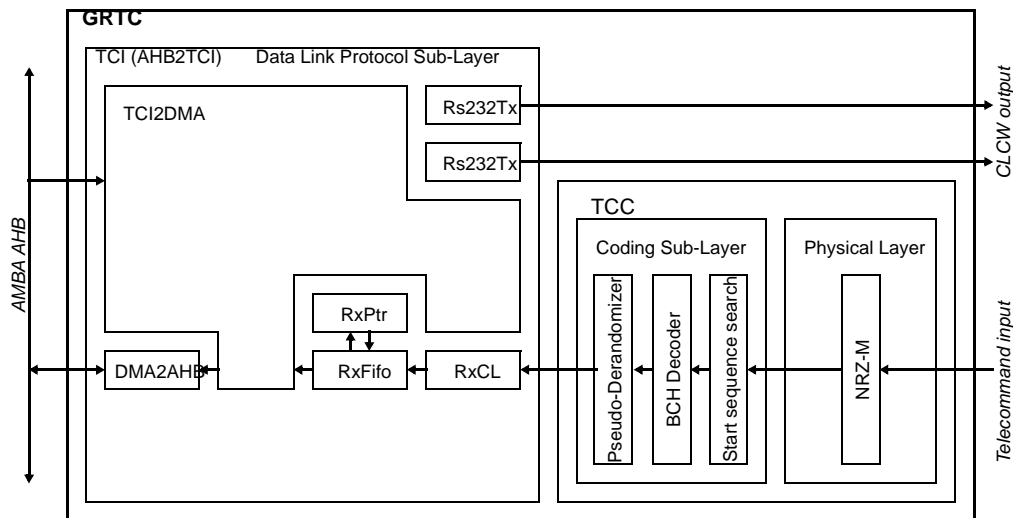 GRTC
TCI (AHB2TCI) Data Link Protocol Sub-Layer
TCI2DMA
Rs232Tx
Rs232Tx
CLCW output
AMBA AHB
TCC
Coding Sub-Layer
Physical Layer
Pseudo-Derandomizer
BCH Decoder
Start sequence search
NRZ-M
Telecommand input
RxPtr
DMA2AHB
RxFifo
RxCL